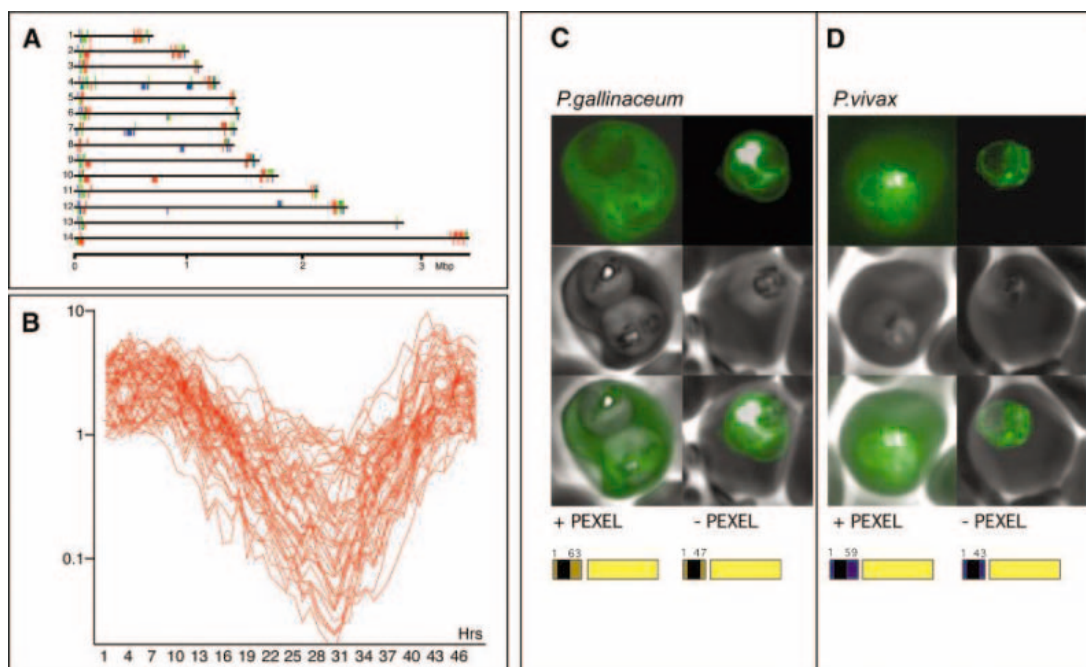 A
1
2
3
4
5
6
7
8
9
10
11
12
13
14
0 1 2 3
Mbp
B
10
1
0.1
Hrs
1 4 7 10 13 16 19 22 25 28 31 34 37 40 43 46
C
P.gallinaceum
+ PEXEL - PEXEL
1 63 1 47
D
P.vivax
+ PEXEL - PEXEL
1 59 1 43